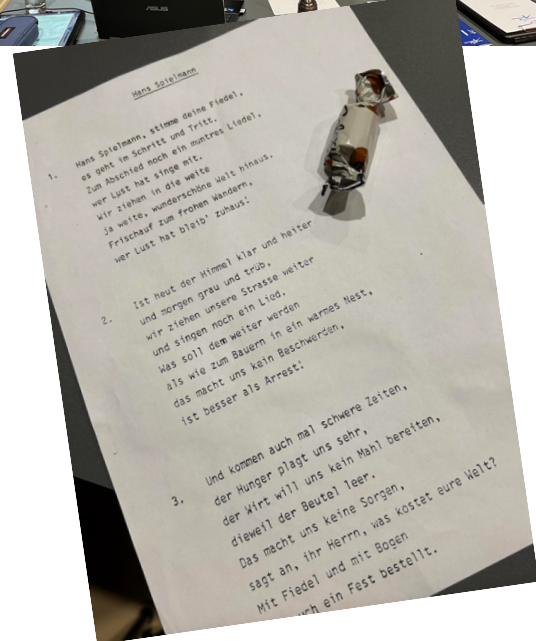 ASUS
Hans Spielmann
1. Hans Spielmann, stimme deine Fiedel,
es geht im Schritt und Tritt.
Zum Abschied noch ein muntres Liedel,
wer Lust hat singe mit.
Wir ziehen in die weite
ja weite, wunderschöne Welt hinaus.
Frischauf zum frohen Wandern,
wer Lust hat bleib' zuhaus!
2. Ist heut der Himmel klar und heiter
und morgen grau und trüb,
wir ziehen unsere Strasse weiter
und singen noch ein Lied.
Was soll dem weiter werden
als wie zum Bauern in ein warmes Nest,
das macht uns kein Beschwerden,
ist besser als Arrest!
3. Und kommen auch mal schwere Zeiten,
der Hunger plagt uns sehr,
der Wirt will uns kein Mahl bereiten,
dieweil der Beutel leer.
Das macht uns keine Sorgen,
sagt an, ihr Herrn, was kostet eure Welt?
Mit Fiedel und mit Bogen
ein Fest bestellt.